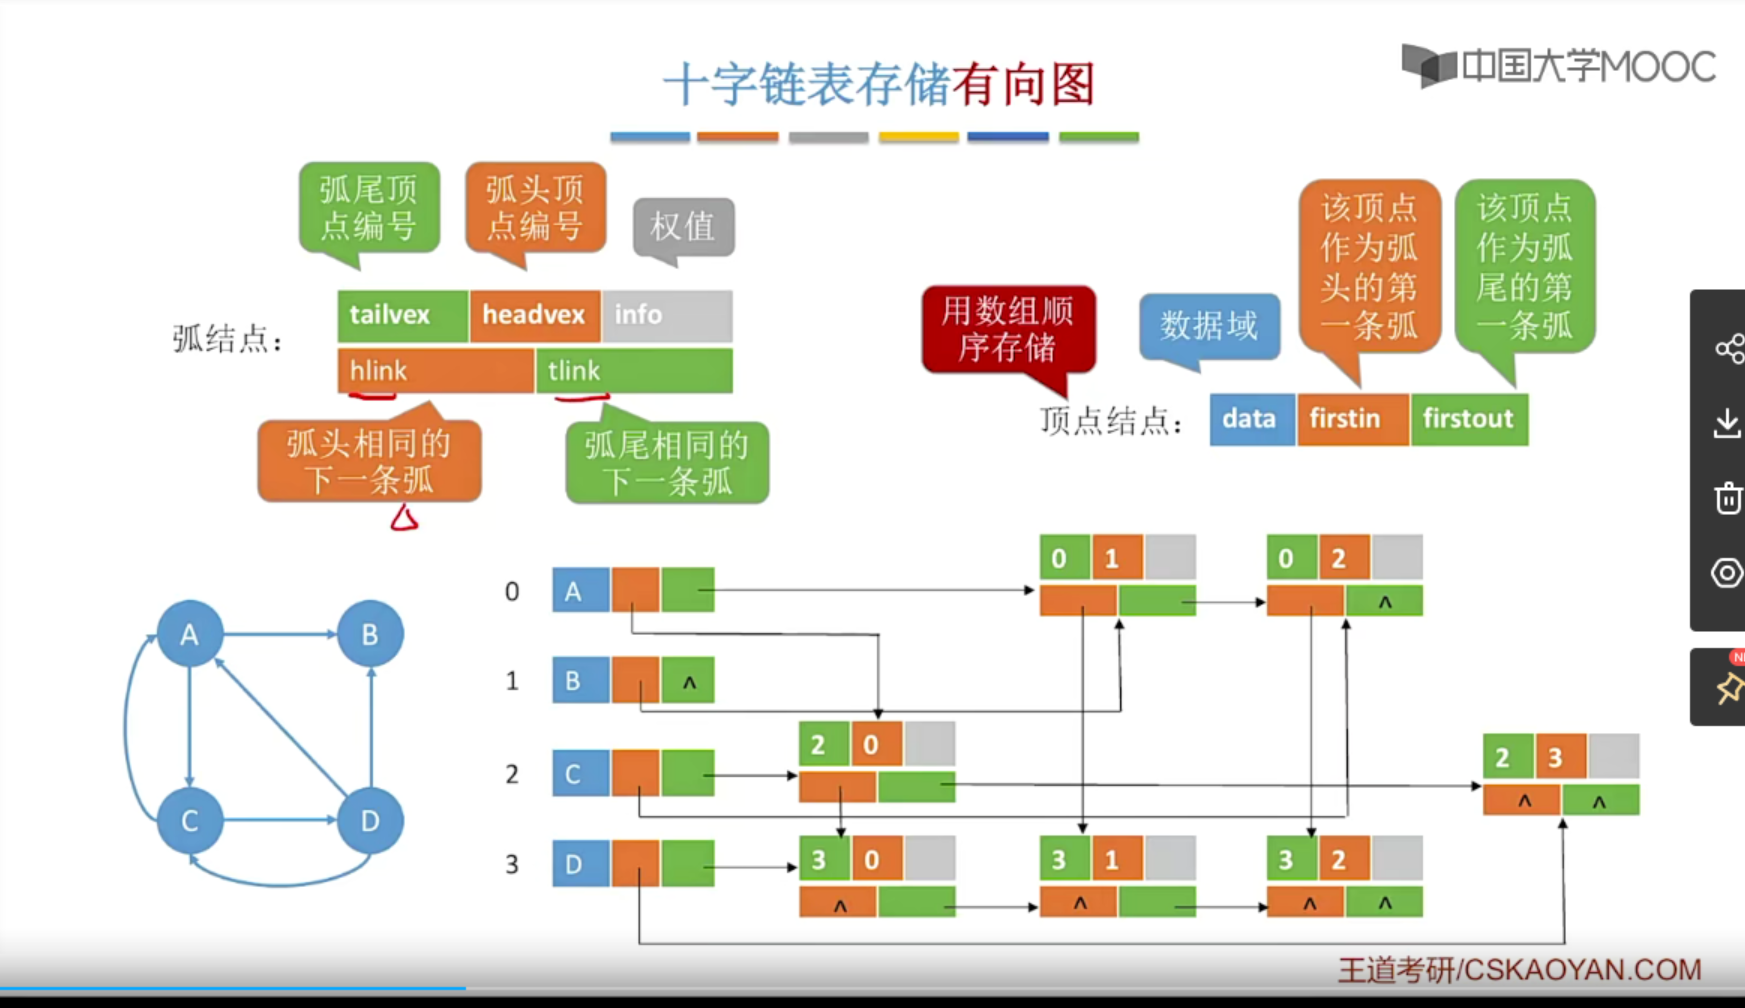 十字链表存储有向图
中国大学MOOC
弧尾顶
点编号
弧头顶
点编号
权值
弧结点：
tailvex headvex info
hlink tlink
弧头相同的
下一条弧
弧尾相同的
下一条弧
用数组顺
序存储
数据域
该顶点
作为弧
头的第
一条弧
该顶点
作为弧
尾的第
一条弧
顶点结点：
data firstin firstout
A B
C D
0 A
1 B ^
2 C
3 D
0 1
0 2
^
2 0
2 3
^ ^
3 0
^
3 1
^
3 2
^ ^
王道考研/CSKAOYAN.COM